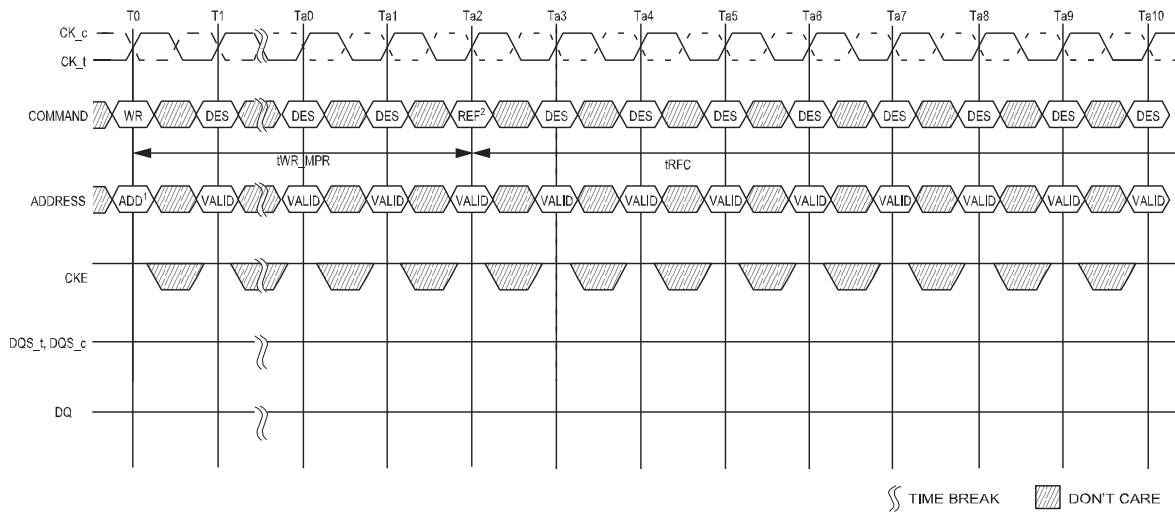 T0 T1 Ta0 Ta1 Ta2 Ta3 Ta4 Ta5 Ta6 Ta7 Ta8 Ta9 Ta10
CK_c
CK_t
COMMAND WR DES DES DES REF2 DES DES DES DES DES DES DES DES
tWR_MPR tRFC
ADDRESS ADD1 VALID VALID VALID VALID VALID VALID VALID VALID VALID VALID VALID VALID
CKE
DQS_t, DQS_c
DQ
TIME BREAK DON'T CARE